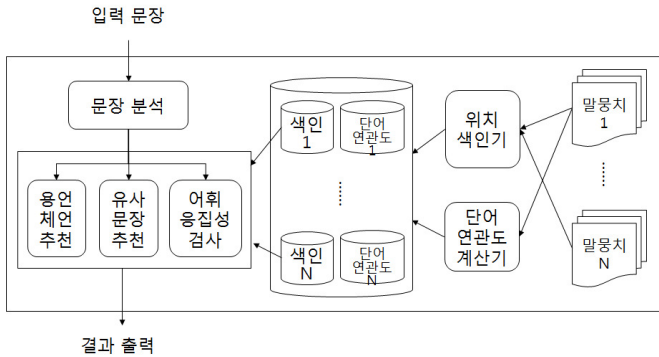 입력 문장
문장 분석
용언
체언
추천
유사
문장
추천
어휘
응집성
검사
결과 출력
색인
1
단어
연관도
1
색인
N
단어
연관도
N
위치
색인기
단어
연관도
계산기
말뭉치
1
말뭉치
N